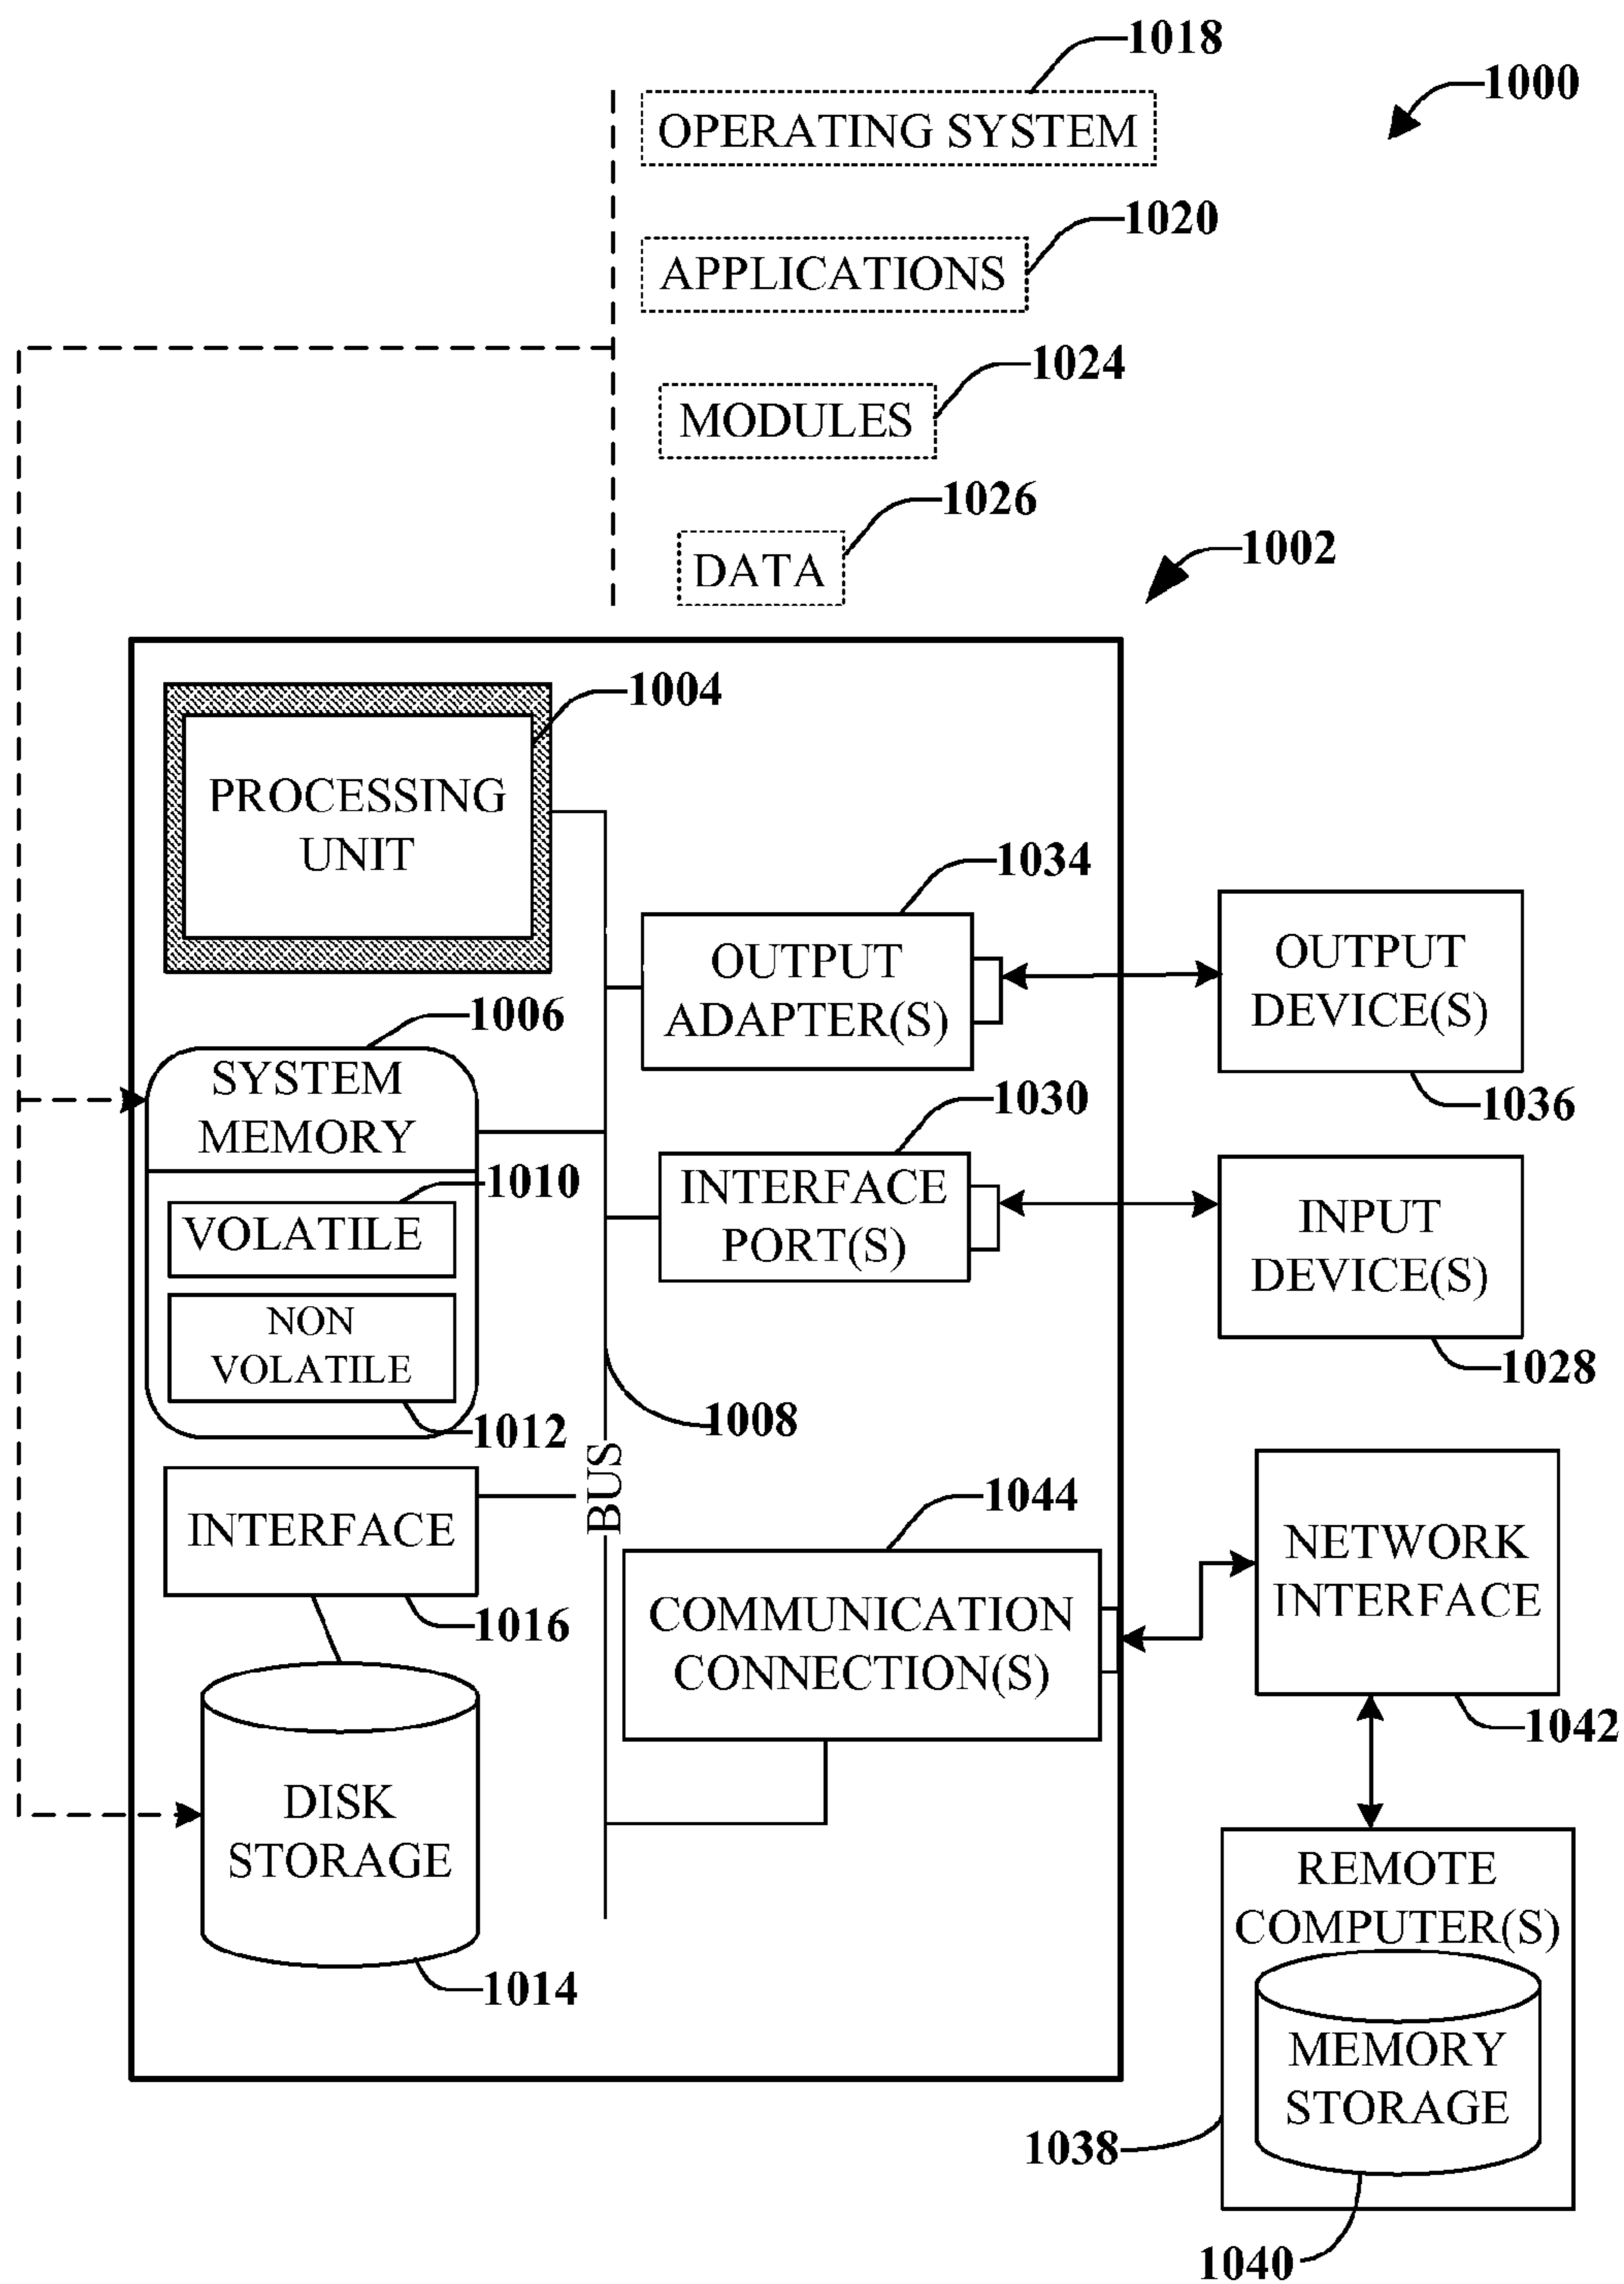 1018
1000
OPERATING SYSTEM
1020
APPLICATIONS
1024
MODULES
1026
1002
DATA
1004
PROCESSING
UNIT
1034
OUTPUT
ADAPTER(S)
OUTPUT
DEVICE(S)
1036
1006
SYSTEM
MEMORY
1010
VOLATILE
NON
VOLATILE
1012
1030
INTERFACE
PORT(S)
INPUT
DEVICE(S)
1028
1008
BUS
INTERFACE
1016
1044
COMMUNICATION
CONNECTION(S)
NETWORK
INTERFACE
1042
DISK
STORAGE
1014
REMOTE
COMPUTER(S)
MEMORY
STORAGE
1038
1040